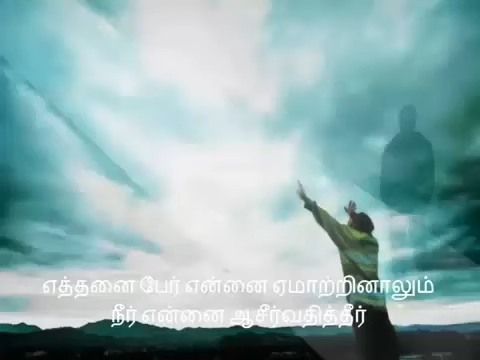 எத்தனை பேர் என்னை ஏமாற்றினாலும்
நீர் என்னை ஆசீர்வதித்தீர்